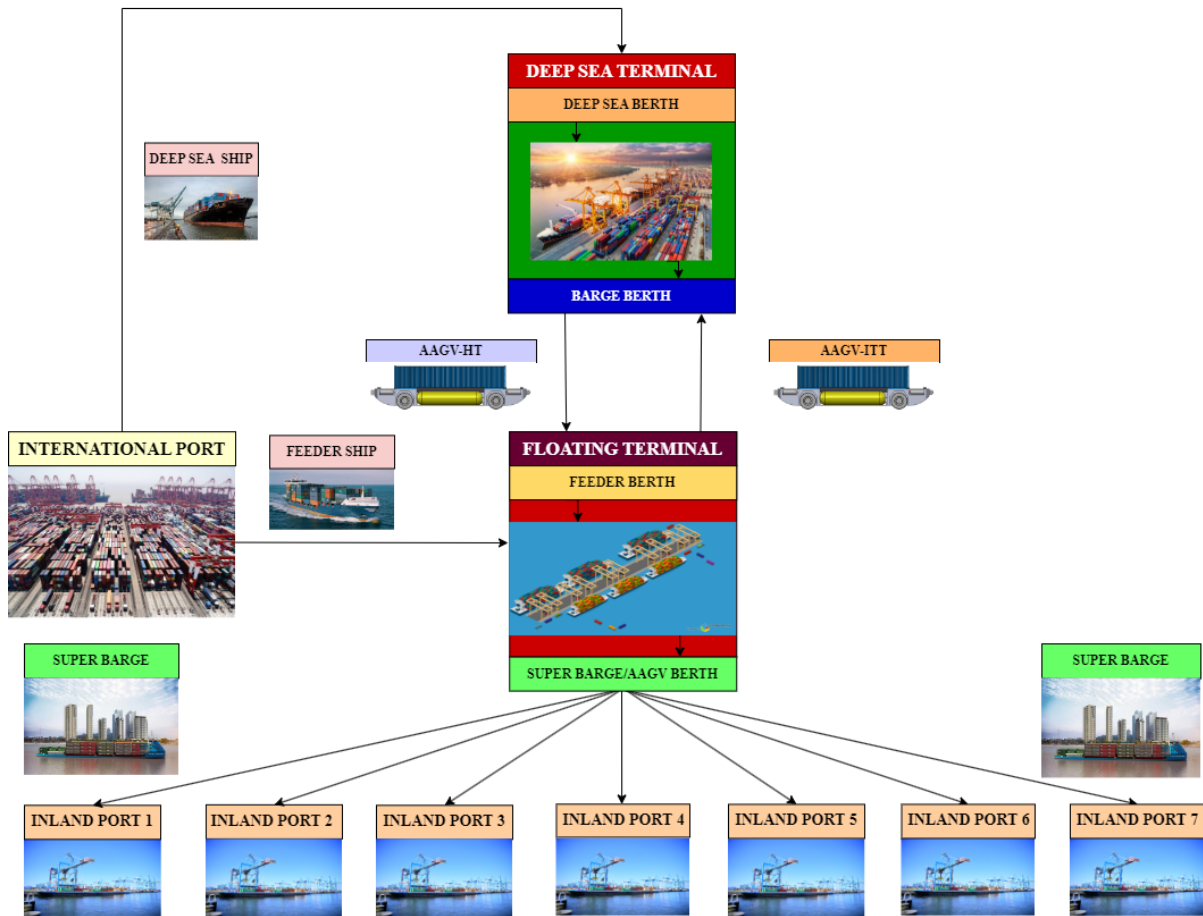 DEEP SEA TERMINAL
DEEP SEA BERTH
DEEP SEA SHIP
BARGE BERTH
AAGV-HT
AAGV-ITT
INTERNATIONAL PORT
FEEDER SHIP
FLOATING TERMINAL
FEEDER BERTH
SUPER BARGE
SUPER BARGE/AAGV BERTH
SUPER BARGE
INLAND PORT 1
INLAND PORT 2
INLAND PORT 3
INLAND PORT 4
INLAND PORT 5
INLAND PORT 6
INLAND PORT 7